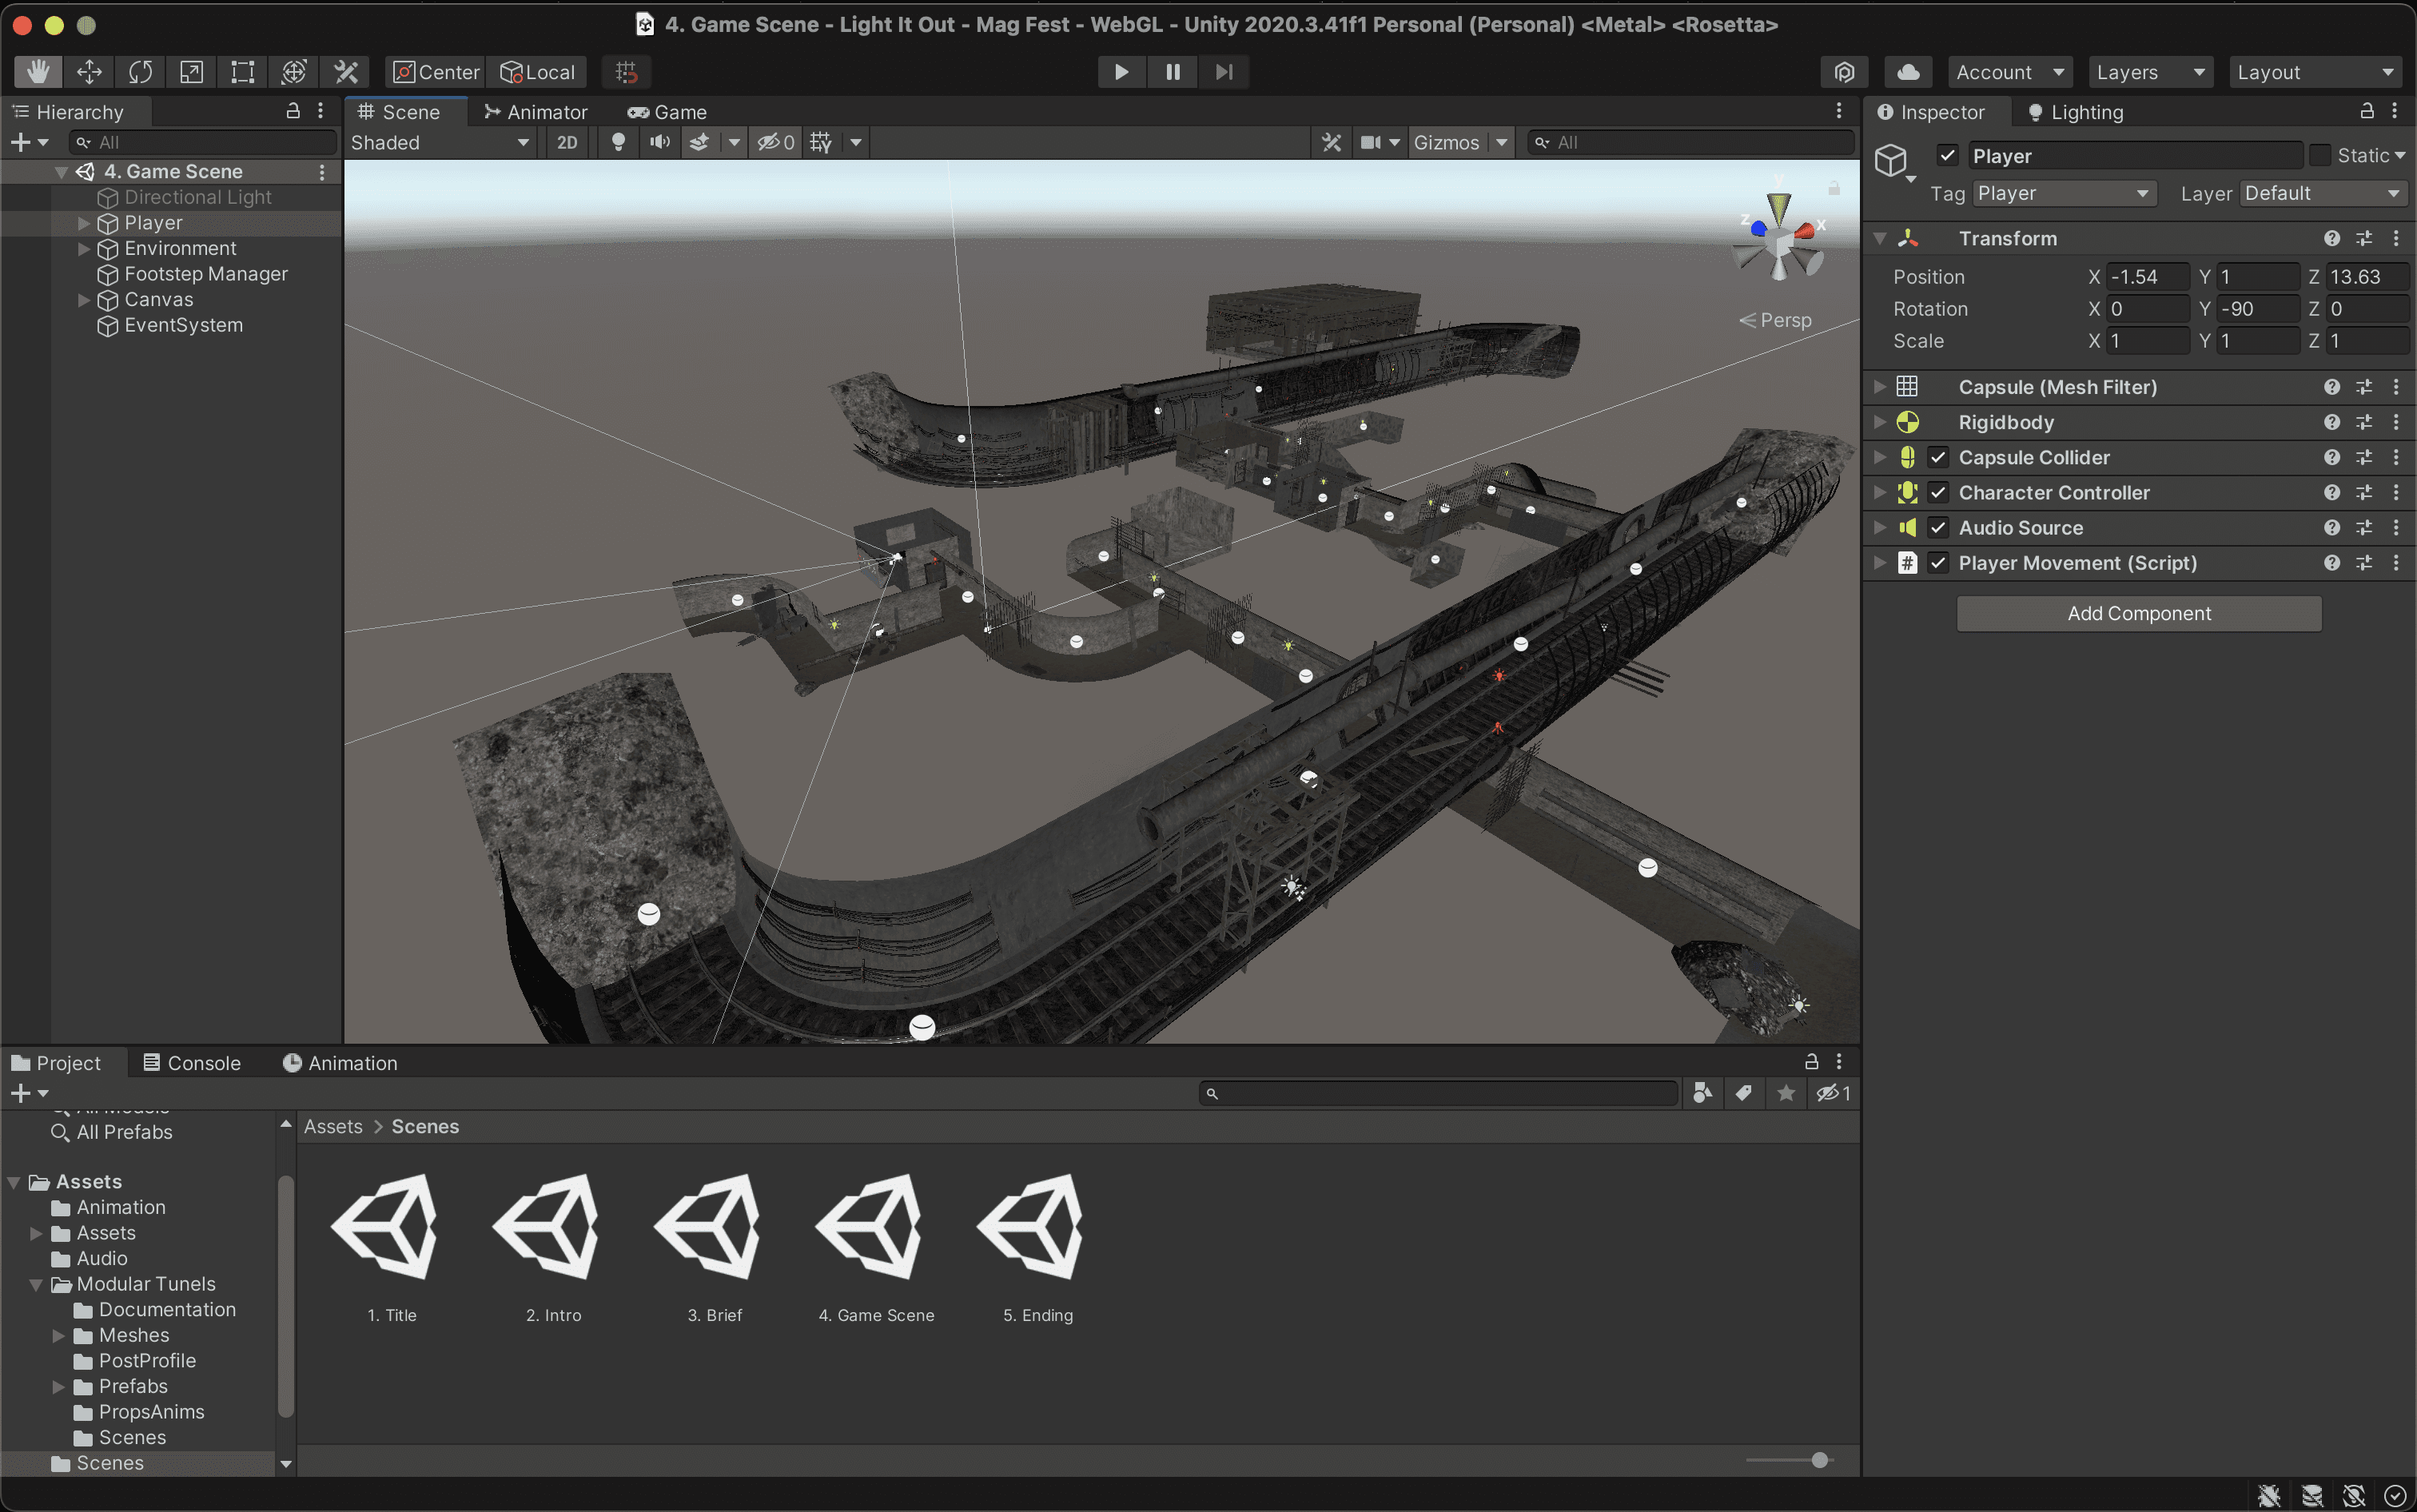 4. Game Scene - Light It Out - Mag Fest - WebGL - Unity 2020.3.41f1 Personal (Personal) <Metal> <Rosetta>
Center Local Account Layers Layout
Hierarchy
All
4. Game Scene
Directional Light
Player
Environment
Footstep Manager
Canvas
EventSystem
Scene Animator Game
Shaded 2D 0 Gizmos All
y
z x
Persp
Inspector Lighting
Player Static
Tag Player Layer Default
Transform
Position X -1.54 Y 1 Z 13.63
Rotation X 0 Y -90 Z 0
Scale X 1 Y 1 Z 1
Capsule (Mesh Filter)
Rigidbody
Capsule Collider
Character Controller
Audio Source
# Player Movement (Script)
Add Component
Project Console Animation
1
All Models
All Prefabs
Assets
Animation
Assets
Audio
Modular Tunels
Documentation
Meshes
PostProfile
Prefabs
PropsAnims
Scenes
Scenes
Assets > Scenes
1. Title 2. Intro 3. Brief 4. Game Scene 5. Ending